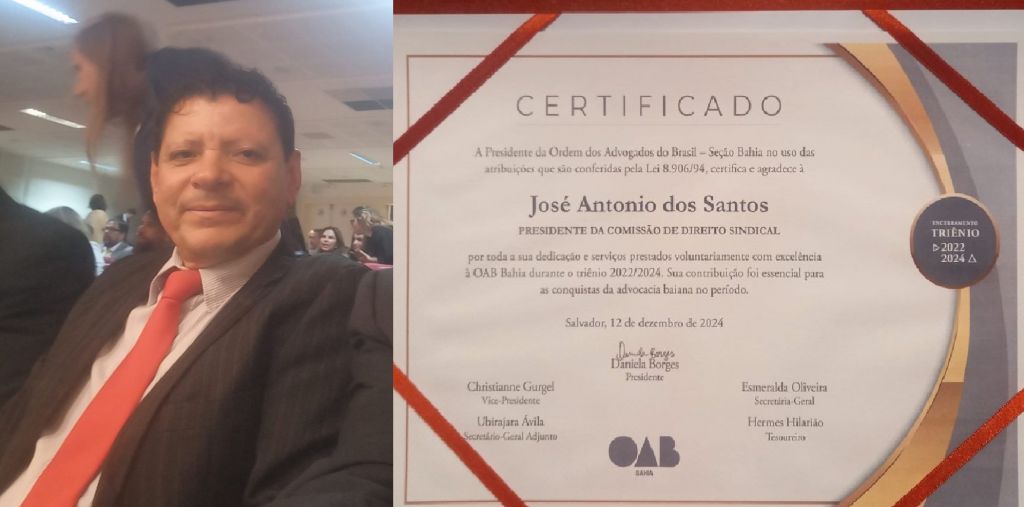 CERTIFICADO
A Presidente da Ordem dos Advogados do Brasil – Seção Bahia no uso das
atribuições que são conferidas pela Lei 8.906/94, certifica e agradece à
José Antonio dos Santos
PRESIDENTE DA COMISSÃO DE DIREITO SINDICAL
por toda a sua dedicação e serviços prestados voluntariamente com excelência
à OAB Bahia durante o triênio 2022/2024. Sua contribuição foi essencial para
as conquistas da advocacia baiana no período.
ENCERRAMENTO
TRIÊNIO
2022
2024
Salvador, 12 de dezembro de 2024
Daniela Borges
Daniela Borges
Presidente
Christianne Gurgel
Vice-Presidente
Esmeralda Oliveira
Secretária-Geral
Ubirajara Ávila
Secretário-Geral Adjunto
Hermes Hilarião
Tesoureiro
OAB
BAHIA